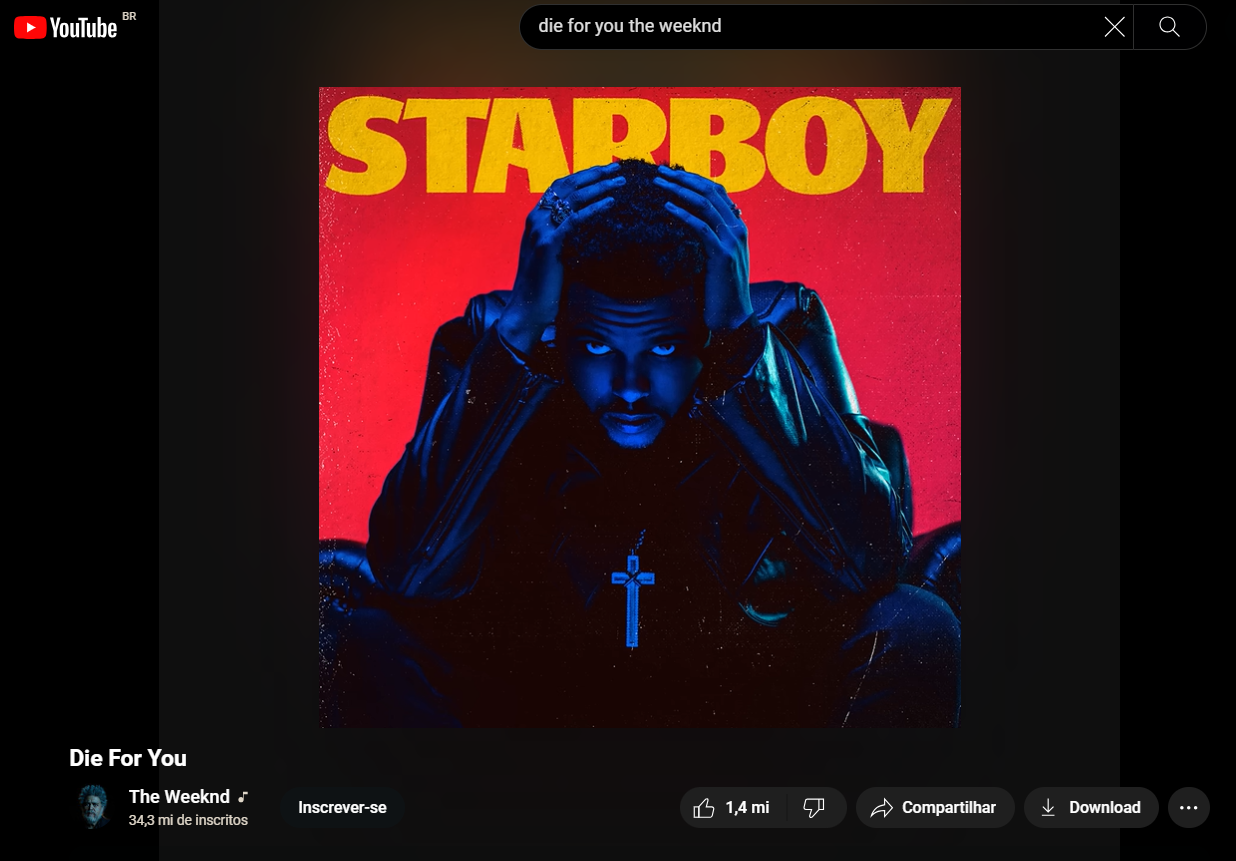 YouTube BR
die for you the weeknd
STARBOY
Die For You
The Weeknd
34,3 mi de inscritos
Inscrever-se
1,4 mi
Compartilhar
Download